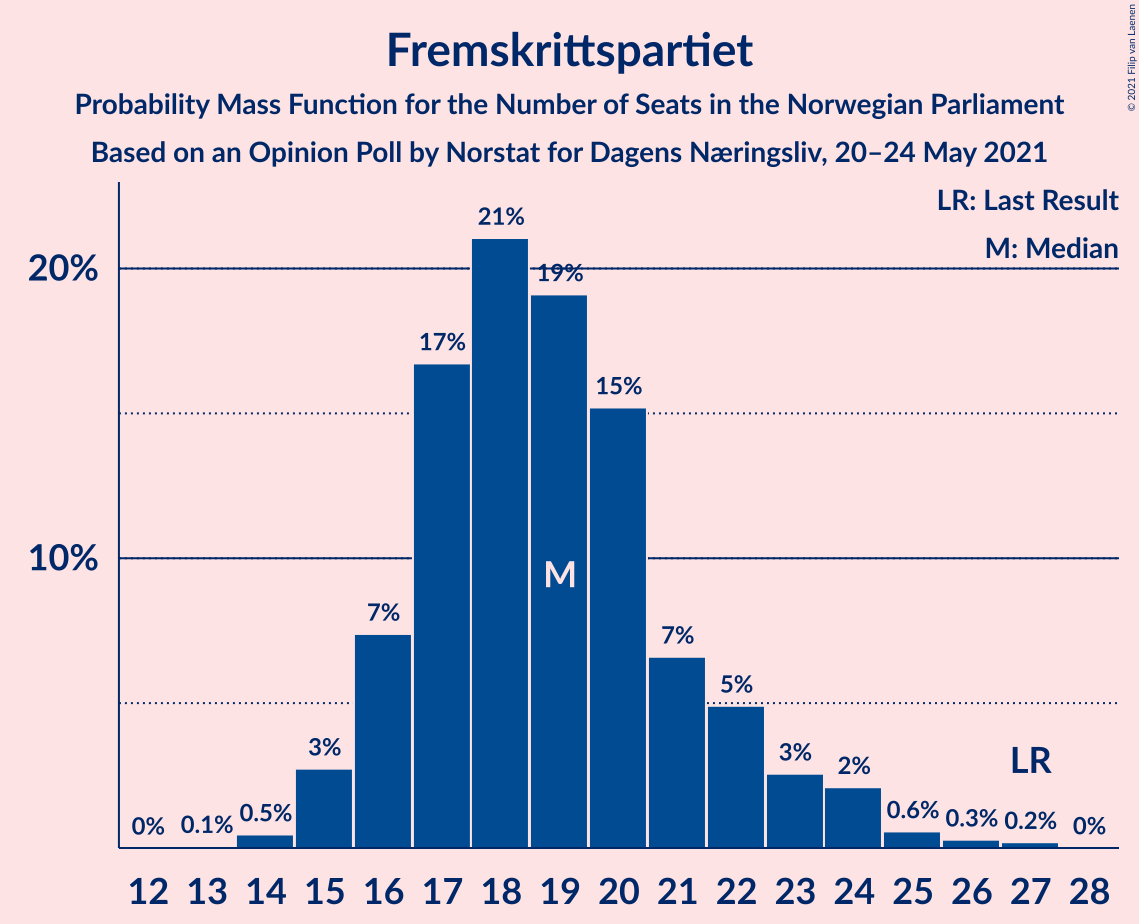 Fremskrittspartiet
Probability Mass Function for the Number of Seats in the Norwegian Parliament
Based on an Opinion Poll by Norstat for Dagens Næringsliv, 20–24 May 2021
© 2021 Filip van Laenen
LR: Last Result
M: Median
20%
10%
0% 0.1% 0.5% 3% 7% 17% 21% 19% 15% 7% 5% 3% 2% 0.6% 0.3% 0.2% 0%
M
LR
12 13 14 15 16 17 18 19 20 21 22 23 24 25 26 27 28